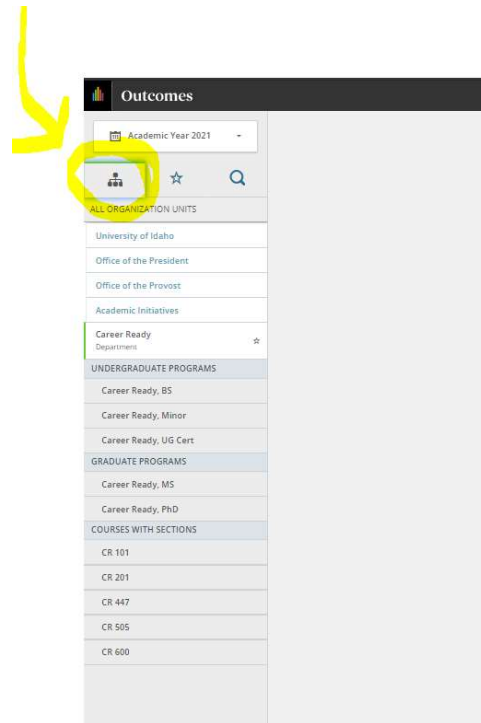 Outcomes
Academic Year 2021
ALL ORGANIZATION UNITS
University of Idaho
Office of the President
Office of the Provost
Academic Initiatives
Career Ready
Department
UNDERGRADUATE PROGRAMS
Career Ready, BS
Career Ready, Minor
Career Ready, UG Cert
GRADUATE PROGRAMS
Career Ready, MS
Career Ready, PhD
COURSES WITH SECTIONS
CR 101
CR 201
CR 447
CR 505
CR 600